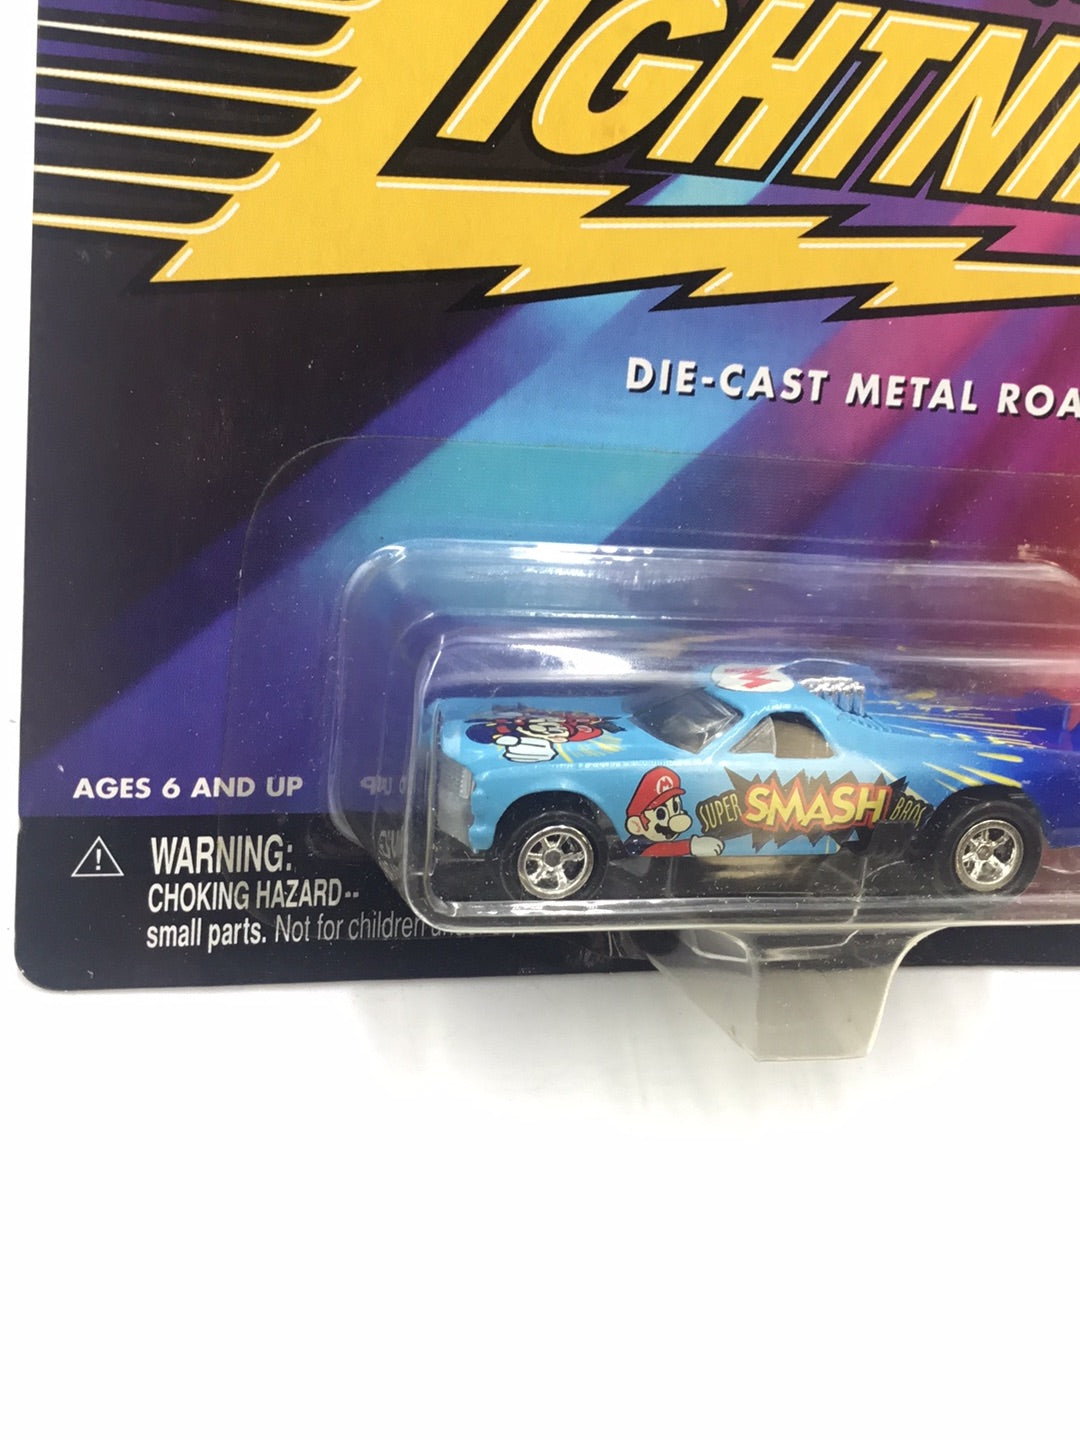 LIGHTNI
DIE-CAST METAL ROA
M
SUPER SMASH BROS
AGES 6 AND UP
WARNING:
CHOKING HAZARD--
small parts. Not for children